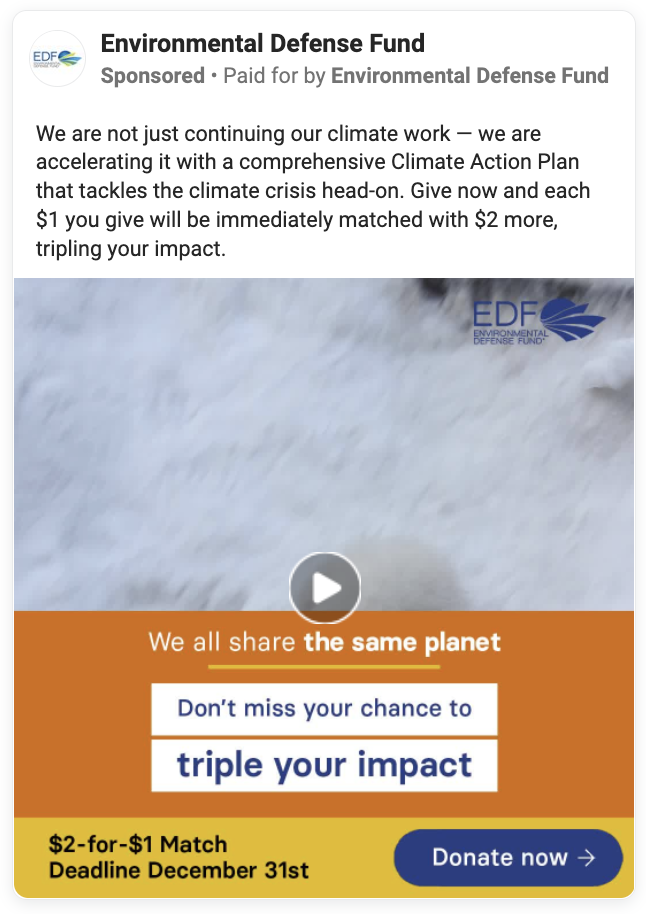 EDF
ENVIRONMENTAL
DEFENSE FUND
Environmental Defense Fund
Sponsored • Paid for by Environmental Defense Fund
We are not just continuing our climate work — we are
accelerating it with a comprehensive Climate Action Plan
that tackles the climate crisis head-on. Give now and each
$1 you give will be immediately matched with $2 more,
tripling your impact.
EDF
ENVIRONMENTAL
DEFENSE FUND®
We all share the same planet
Don't miss your chance to
triple your impact
$2-for-$1 Match
Deadline December 31st
Donate now →